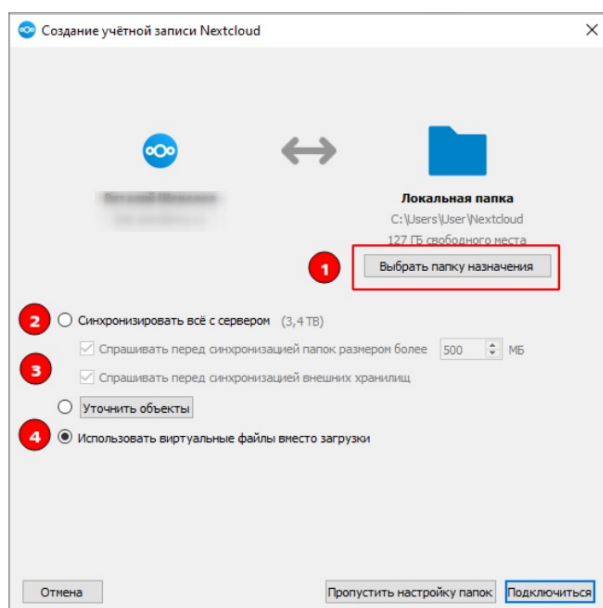 Создание учётной записи Nextcloud
Локальная папка
C:\Users\User\Nextcloud
127 ГБ свободного места
1 Выбрать папку назначения
2 Синхронизировать всё с сервером (3,4 ТВ)
Спрашивать перед синхронизацией папок размером более 500 МБ
3
Спрашивать перед синхронизацией внешних хранилищ
Уточнить объекты
4 Использовать виртуальные файлы вместо загрузки
Отмена Пропустить настройку папок Подключиться